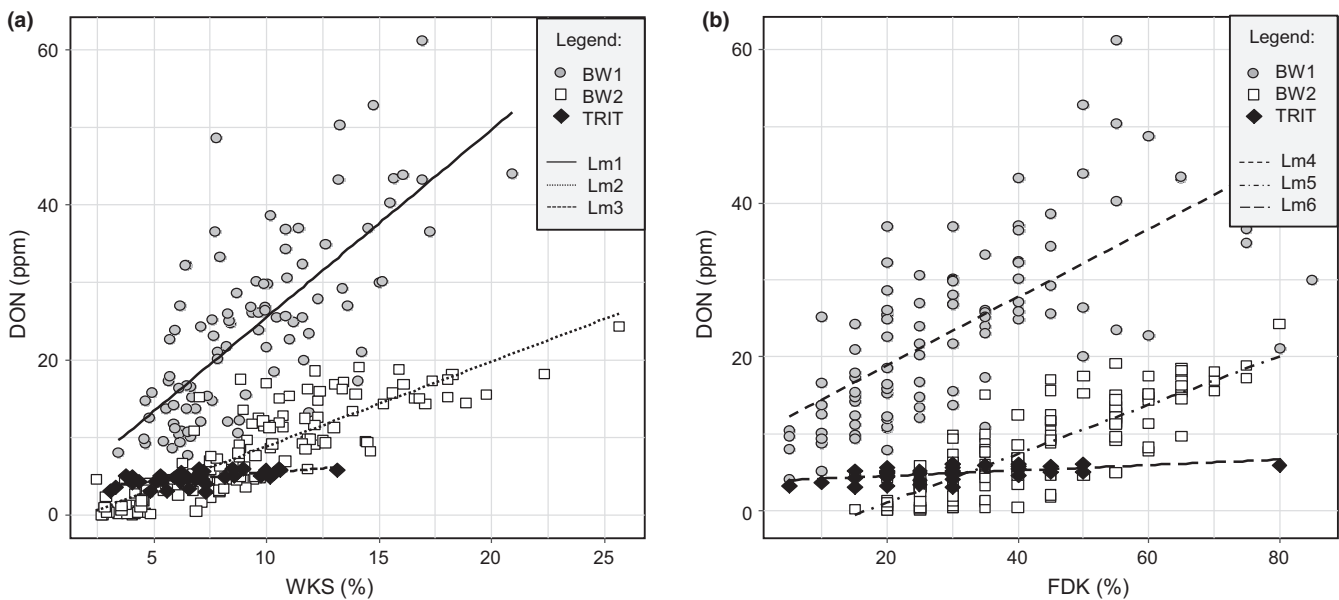 (a)
DON (ppm)
60
40
20
0
5 10 15 20 25
WKS (%)
Legend:
BW1
BW2
TRIT
Lm1
Lm2
Lm3
(b)
DON (ppm)
60
40
20
0
20 40 60 80
FDK (%)
Legend:
BW1
BW2
TRIT
Lm4
Lm5
Lm6